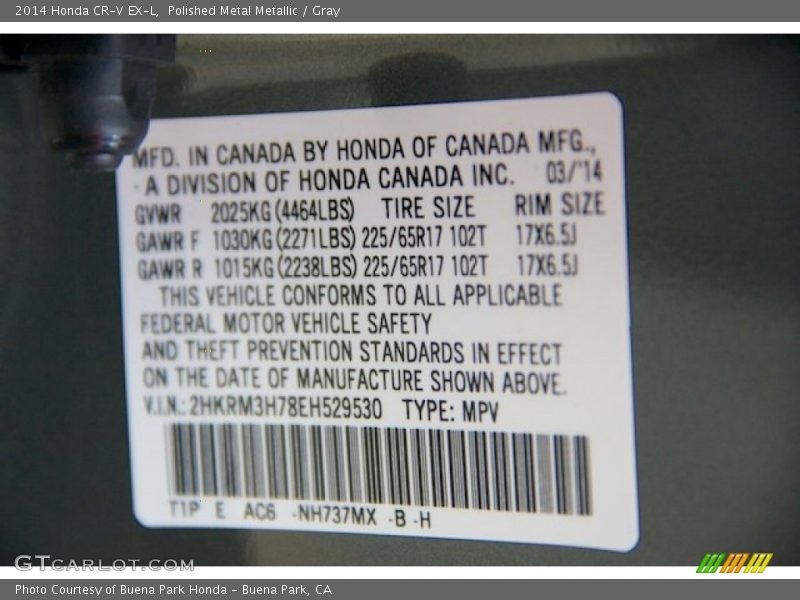 2014 Honda CR-V EX-L, Polished Metal Metallic / Gray
MFD. IN CANADA BY HONDA OF CANADA MFG.,
A DIVISION OF HONDA CANADA INC. 03/'14
GVWR 2025KG (4464LBS) TIRE SIZE RIM SIZE
GAWR F 1030KG (2271LBS) 225/65R17 102T 17X6.5J
GAWR R 1015KG (2238LBS) 225/65R17 102T 17X6.5J
THIS VEHICLE CONFORMS TO ALL APPLICABLE
FEDERAL MOTOR VEHICLE SAFETY
AND THEFT PREVENTION STANDARDS IN EFFECT
ON THE DATE OF MANUFACTURE SHOWN ABOVE.
V.I.N.: 2HKRM3H78EH529530 TYPE: MPV
T1P E AC6 -NH737MX -B -H
GTCARLOT.COM
Photo Courtesy of Buena Park Honda - Buena Park, CA